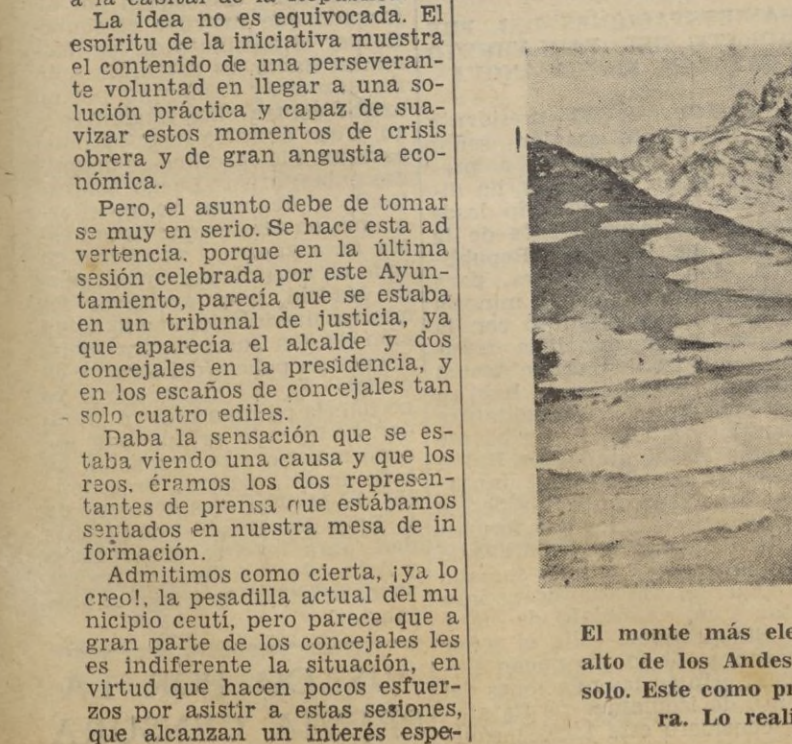 a la capital de la
La idea no es equivocada. El
espíritu de la iniciativa muestra
el contenido de una perseveran-
te voluntad en llegar a una so-
lución práctica y capaz de sua-
vizar estos momentos de crisis
obrera y de gran angustia eco-
nómica.
Pero, el asunto debe de tomar
se muy en serio. Se hace esta ad
vertencia, porque en la última
sesión celebrada por este Ayun-
tamiento, parecía que se estaba
en un tribunal de justicia, ya
que aparecía el alcalde y dos
concejales en la presidencia, y
en los escaños de concejales tan
solo cuatro ediles.
Daba la sensación que se es-
taba viendo una causa y que los
reos, éramos los dos represen-
tantes de prensa que estábamos
sentados en nuestra mesa de in
formación.
Admitimos como cierta, ¡ya lo
creo!, la pesadilla actual del mu
nicipio ceutí, pero parece que a
gran parte de los concejales les
es indiferente la situación, en
virtud que hacen pocos esfuer-
zos por asistir a estas sesiones,
que alcanzan un interés espe-
El monte más ele
alto de los Andes
solo. Este como pr
ra. Lo reali